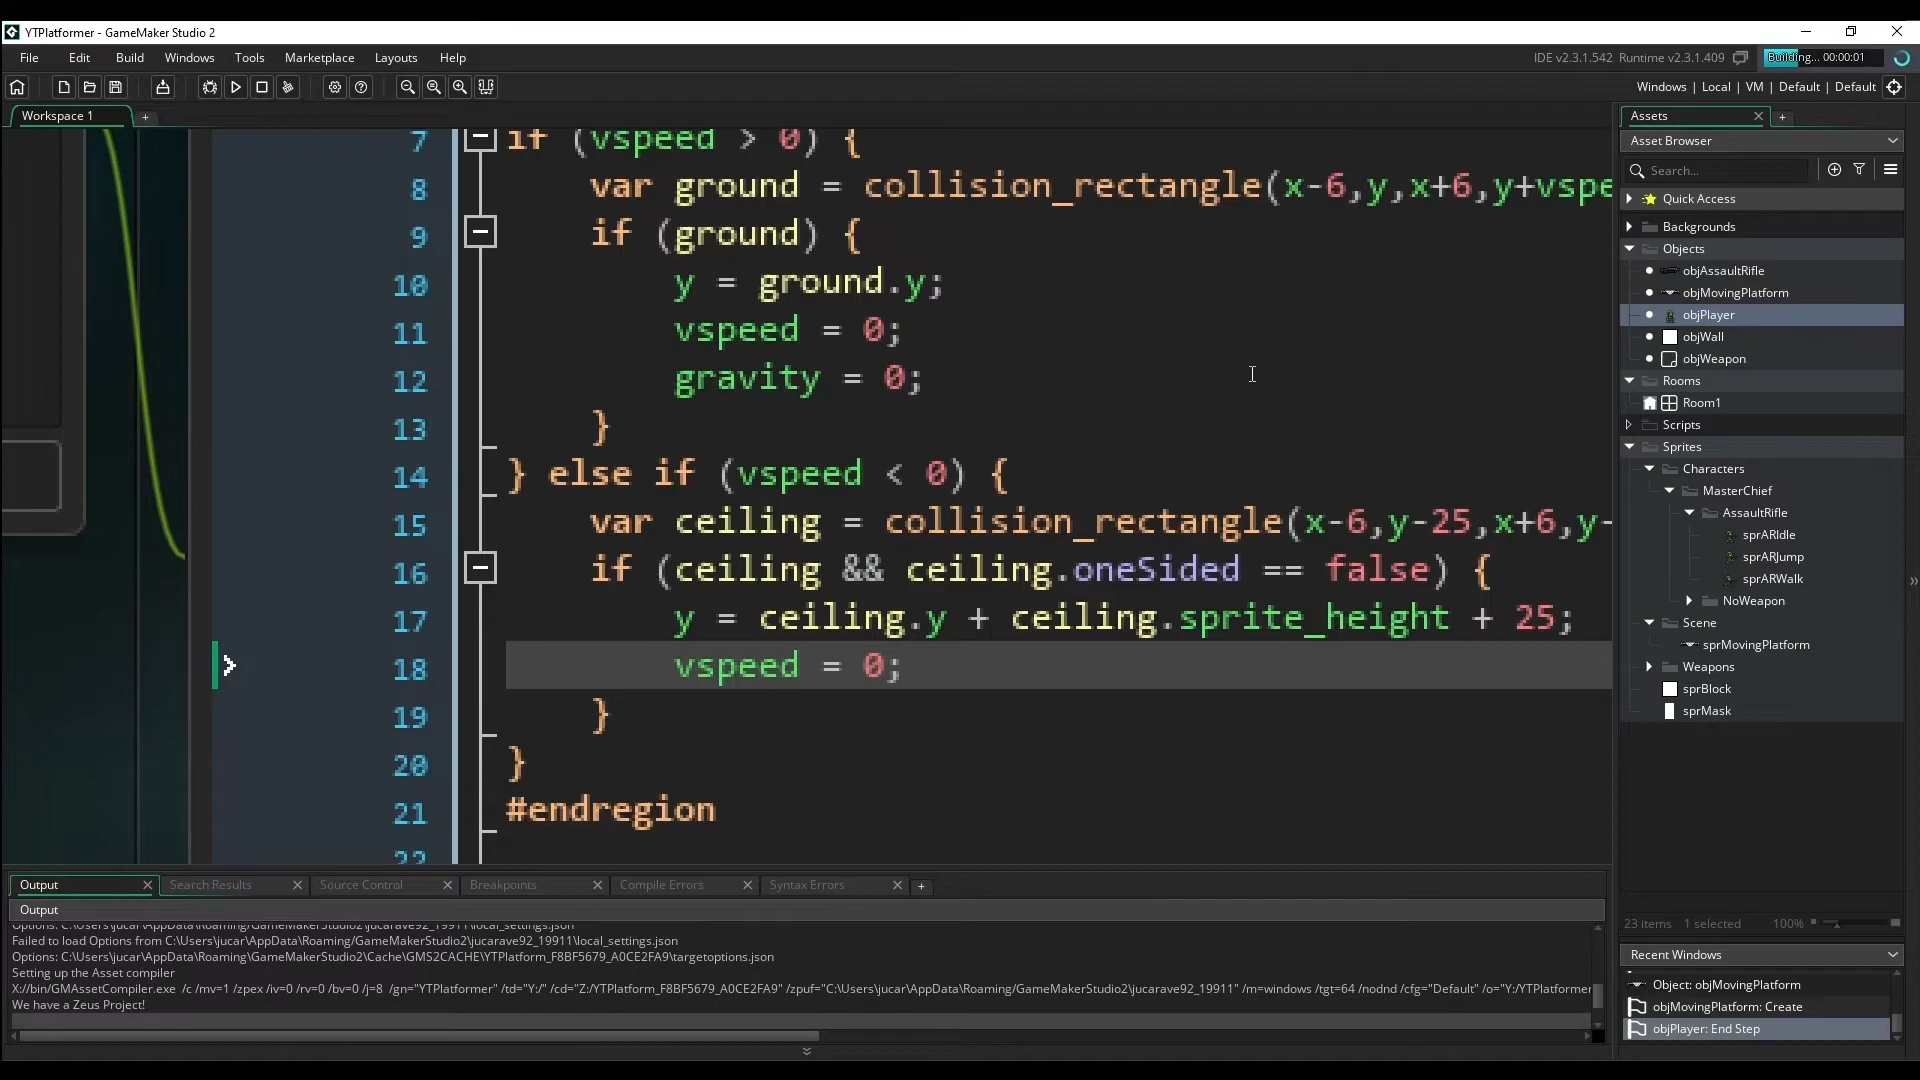 YTPlatformer - GameMaker Studio 2
File Edit Build Windows Tools Marketplace Layouts Help
IDE v2.3.1.542 Runtime v2.3.1.409
Building... 00:00:01
Windows | Local | VM | Default | Default
Workspace 1
7 if (vspeed > 0) {
8 var ground = collision_rectangle(x-6,y,x+6,y+vspe
9 if (ground) {
10 y = ground.y;
11 vspeed = 0;
12 gravity = 0;
13 }
14 } else if (vspeed < 0) {
15 var ceiling = collision_rectangle(x-6,y-25,x+6,y-
16 if (ceiling && ceiling.oneSided == false) {
17 y = ceiling.y + ceiling.sprite_height + 25;
18 vspeed = 0;
19 }
20 }
21 #endregion
22
Assets
Asset Browser
Search...
Quick Access
Backgrounds
Objects
objAssaultRifle
objMovingPlatform
objPlayer
objWall
objWeapon
Rooms
Room1
Scripts
Sprites
Characters
MasterChief
AssaultRifle
sprARIdle
sprARJump
sprARWalk
NoWeapon
Scene
sprMovingPlatform
Weapons
sprBlock
sprMask
23 items 1 selected 100%
Recent Windows
Object: objMovingPlatform
objMovingPlatform: Create
objPlayer: End Step
Output Search Results Source Control Breakpoints Compile Errors Syntax Errors
Output
Options: C:\Users\jucar\AppData\Roaming/GameMakerStudio2\jucarave92_19911\local_settings.json
Failed to load Options from C:\Users\jucar\AppData\Roaming/GameMakerStudio2\jucarave92_19911\local_settings.json
Options: C:\Users\jucar\AppData\Roaming\GameMakerStudio2\Cache\GMS2CACHE\YTPlatform_F8BF5679_A0CE2FA9\targetoptions.json
Setting up the Asset compiler
X://bin/GMAssetCompiler.exe /c /mv=1 /zpex /iv=0 /rv=0 /bv=0 /j=8 /gn="YTPlatformer" /td="Y:/" /cd="Z:/YTPlatform_F8BF5679_A0CE2FA9" /zpuf="C:\Users\jucar\AppData\Roaming/GameMakerStudio2\jucarave92_19911" /m=windows /tgt=64 /nodnd /cfg="Default" /o="Y:/YTPlatformer
We have a Zeus Project!